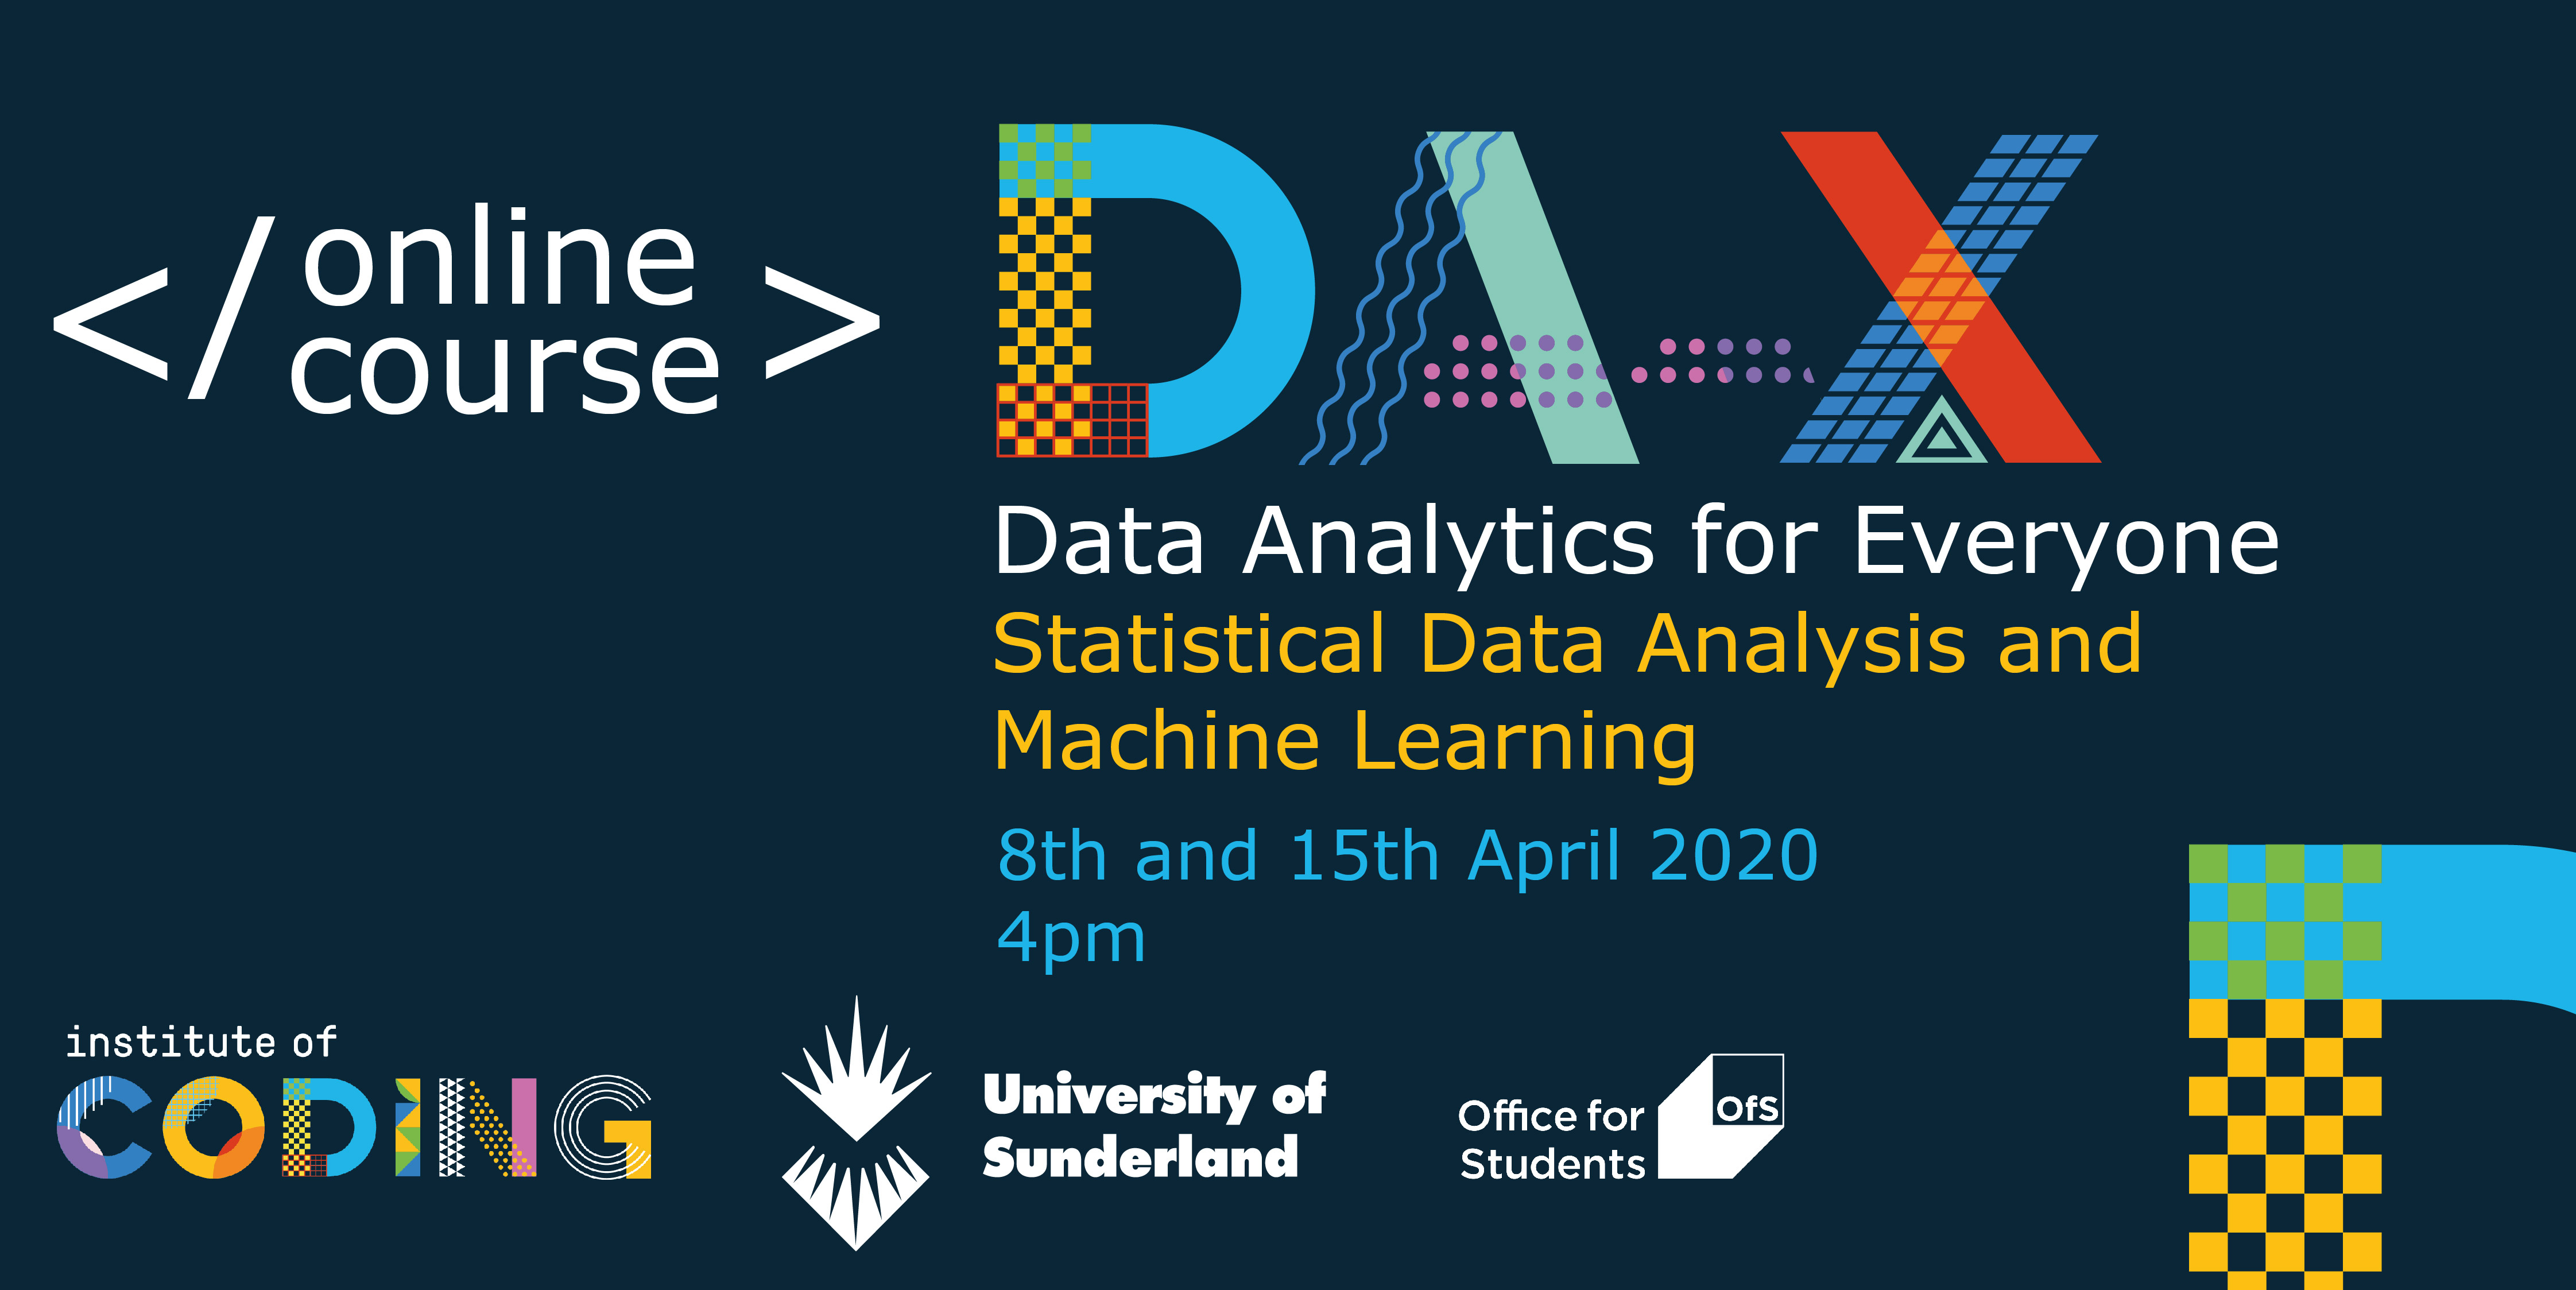 </ online
course >
DA-X
Data Analytics for Everyone
Statistical Data Analysis and
Machine Learning
8th and 15th April 2020
4pm
institute of
CODING
University of
Sunderland
Office for
Students
OfS